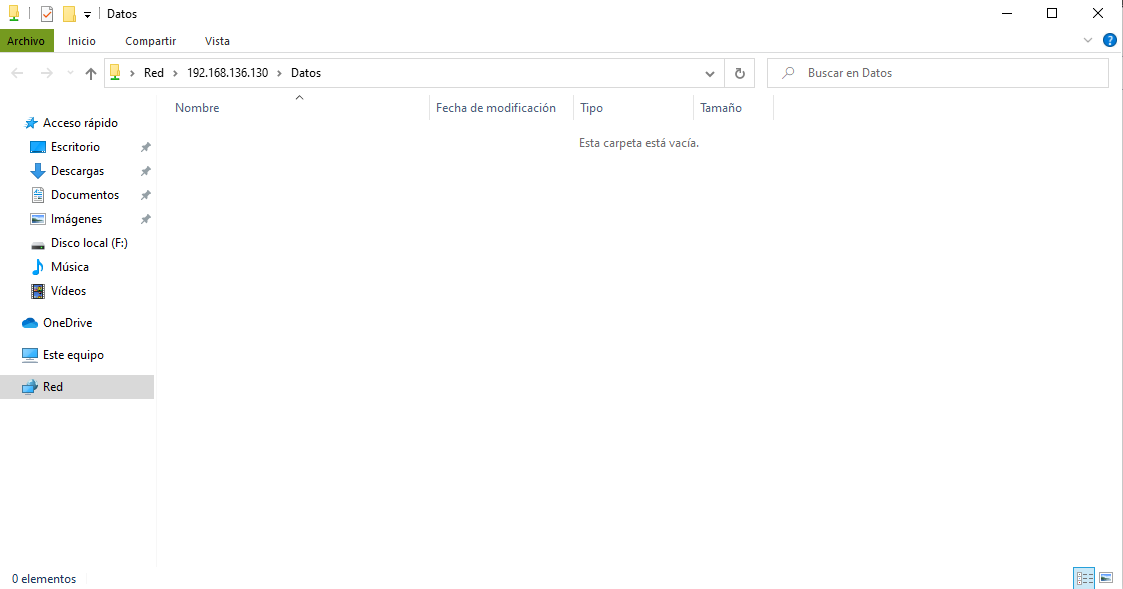 Datos
Archivo Inicio Compartir Vista
Red 192.168.136.130 Datos Buscar en Datos
Nombre Fecha de modificación Tipo Tamaño
Esta carpeta está vacía.
Acceso rápido
Escritorio
Descargas
Documentos
Imágenes
Disco local (F:)
Música
Vídeos
OneDrive
Este equipo
Red
0 elementos